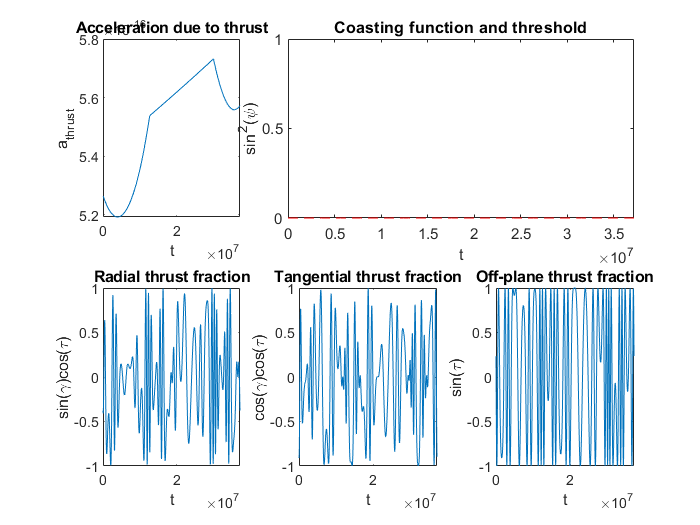 Acceleration due to thrust
5.8
5.6
5.4
5.2
a_thrust
0
2
t
×10^7
Coasting function and threshold
1
0.5
0
sin^2(ψ)
0 0.5 1 1.5 2 2.5 3 3.5
t
×10^7
Radial thrust fraction
1
0.5
0
-0.5
-1
sin(γ)cos(τ)
0 2
t
×10^7
Tangential thrust fraction
1
0.5
0
-0.5
-1
cos(γ)cos(τ)
0 2
t
×10^7
Off-plane thrust fraction
1
0.5
0
-0.5
-1
sin(τ)
0 2
t
×10^7